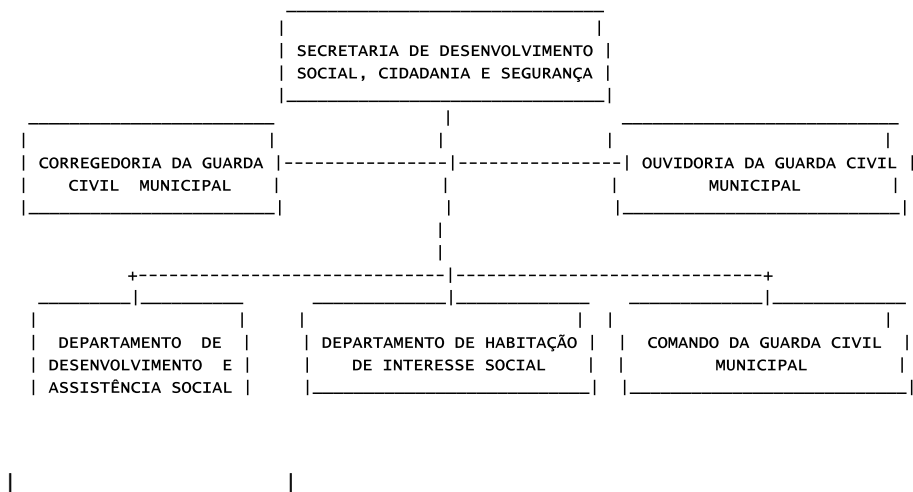 SECRETARIA DE DESENVOLVIMENTO
SOCIAL, CIDADANIA E SEGURANÇA
CORREGEDORIA DA GUARDA
CIVIL MUNICIPAL
OUVIDORIA DA GUARDA CIVIL
MUNICIPAL
DEPARTAMENTO DE
DESENVOLVIMENTO E
ASSISTÊNCIA SOCIAL
DEPARTAMENTO DE HABITAÇÃO
DE INTERESSE SOCIAL
COMANDO DA GUARDA CIVIL
MUNICIPAL